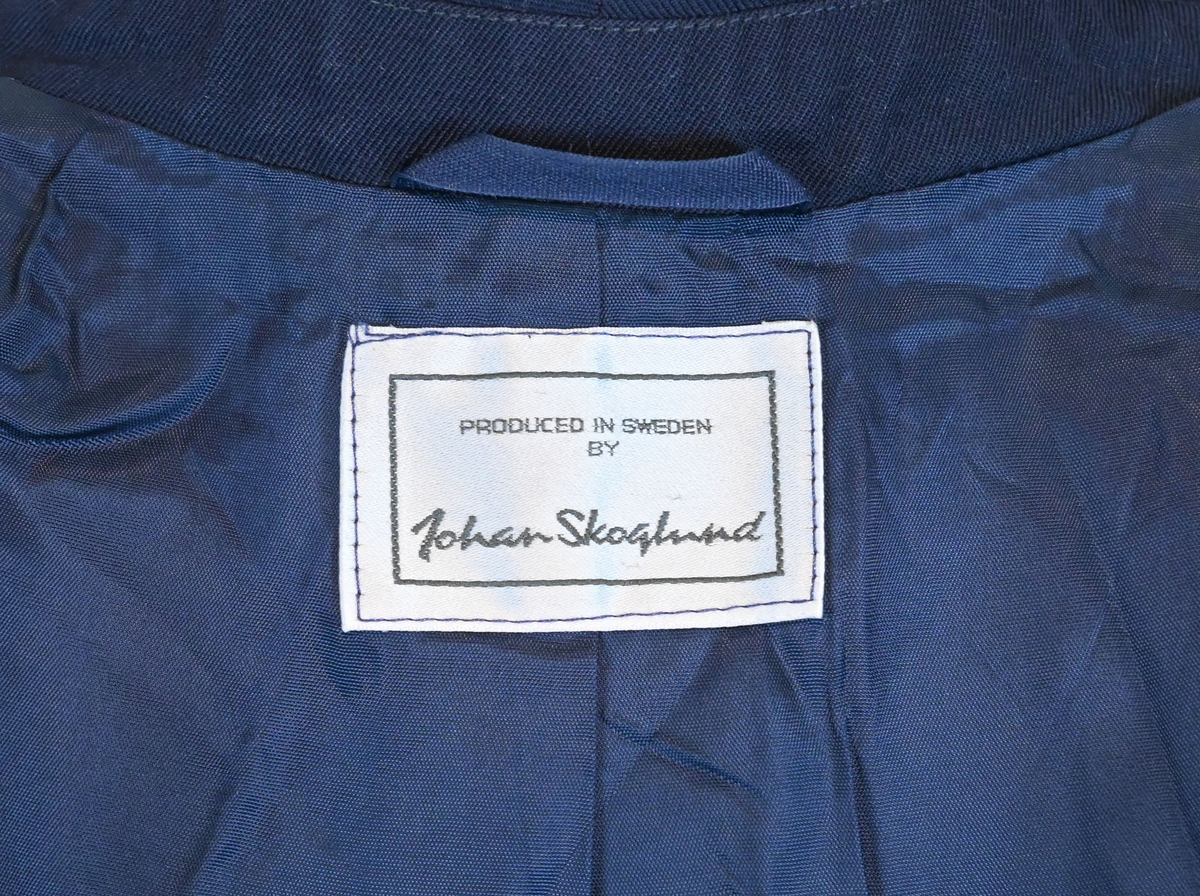 PRODUCED IN SWEDEN
BY
Johan Skoglund